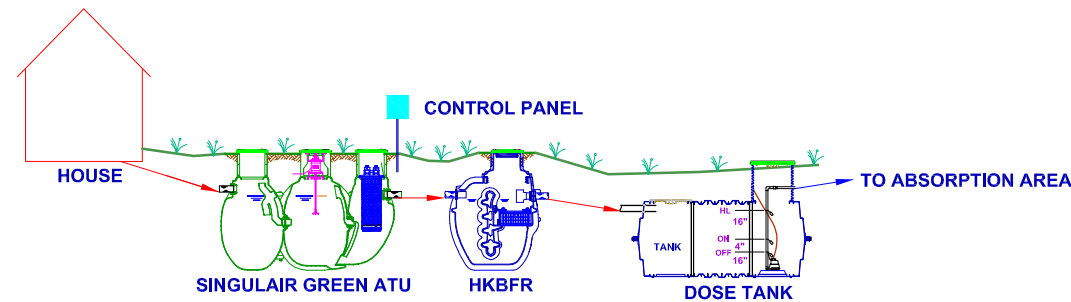 CONTROL PANEL
HOUSE
TO ABSORPTION AREA
HL
16"
TANK
ON
4"
OFF
16"
SINGULAIR GREEN ATU
HKBFR
DOSE TANK